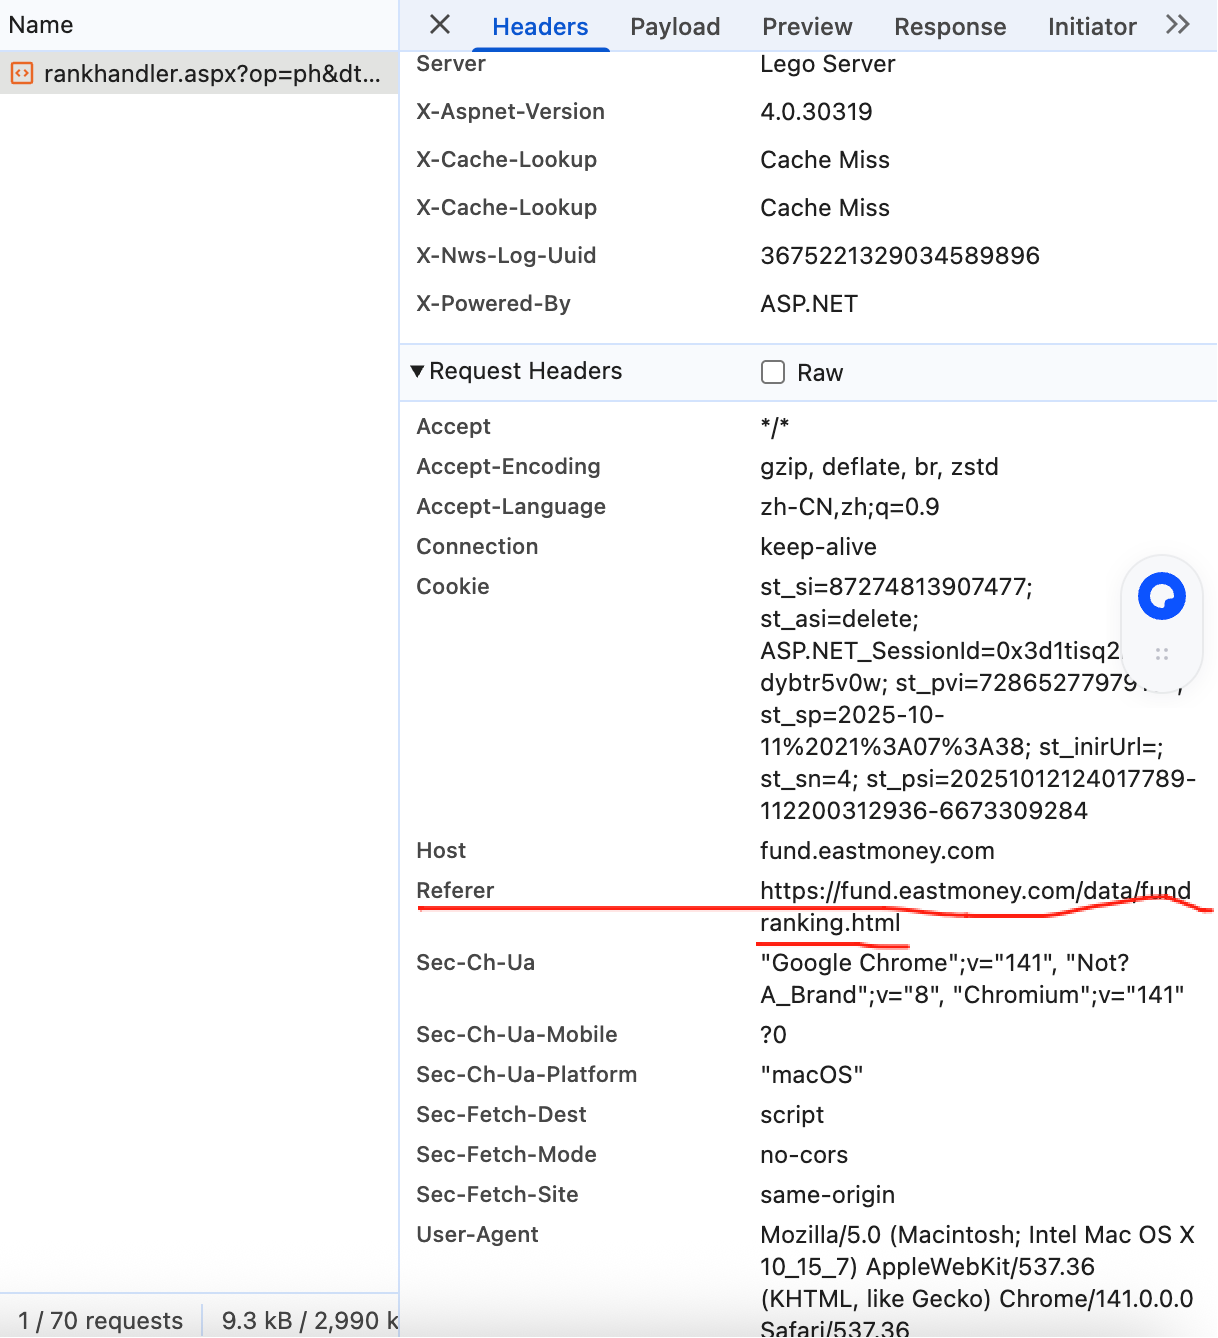 Name
Headers Payload Preview Response Initiator
rankhandler.aspx?op=ph&dt...
Server Lego Server
X-Aspnet-Version 4.0.30319
X-Cache-Lookup Cache Miss
X-Cache-Lookup Cache Miss
X-Nws-Log-Uuid 3675221329034589896
X-Powered-By ASP.NET
Request Headers Raw
Accept */*
Accept-Encoding gzip, deflate, br, zstd
Accept-Language zh-CN,zh;q=0.9
Connection keep-alive
Cookie st_si=87274813907477;
st_asi=delete;
ASP.NET_SessionId=0x3d1tisq2
dybtr5v0w; st_pvi=7286527797
st_sp=2025-10-
11%2021%3A07%3A38; st_inirUrl=;
st_sn=4; st_psi=20251012124017789-
112200312936-6673309284
Host fund.eastmoney.com
Referer https://fund.eastmoney.com/data/fund
ranking.html
Sec-Ch-Ua "Google Chrome";v="141", "Not?
A_Brand";v="8", "Chromium";v="141"
Sec-Ch-Ua-Mobile ?0
Sec-Ch-Ua-Platform "macOS"
Sec-Fetch-Dest script
Sec-Fetch-Mode no-cors
Sec-Fetch-Site same-origin
User-Agent Mozilla/5.0 (Macintosh; Intel Mac OS X
10_15_7) AppleWebKit/537.36
(KHTML, like Gecko) Chrome/141.0.0.0
Safari/537.36
1 / 70 requests 9.3 kB / 2,990 k